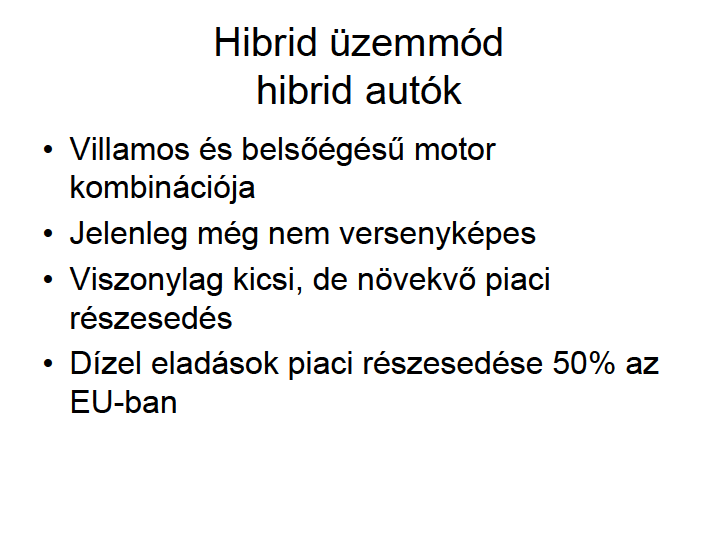 Hibrid üzemmód
hibrid autók
• Villamos és belsőégésű motor
kombinációja
• Jelenleg még nem versenyképes
• Viszonylag kicsi, de növekvő piaci
részesedés
• Dízel eladások piaci részesedése 50% az
EU-ban